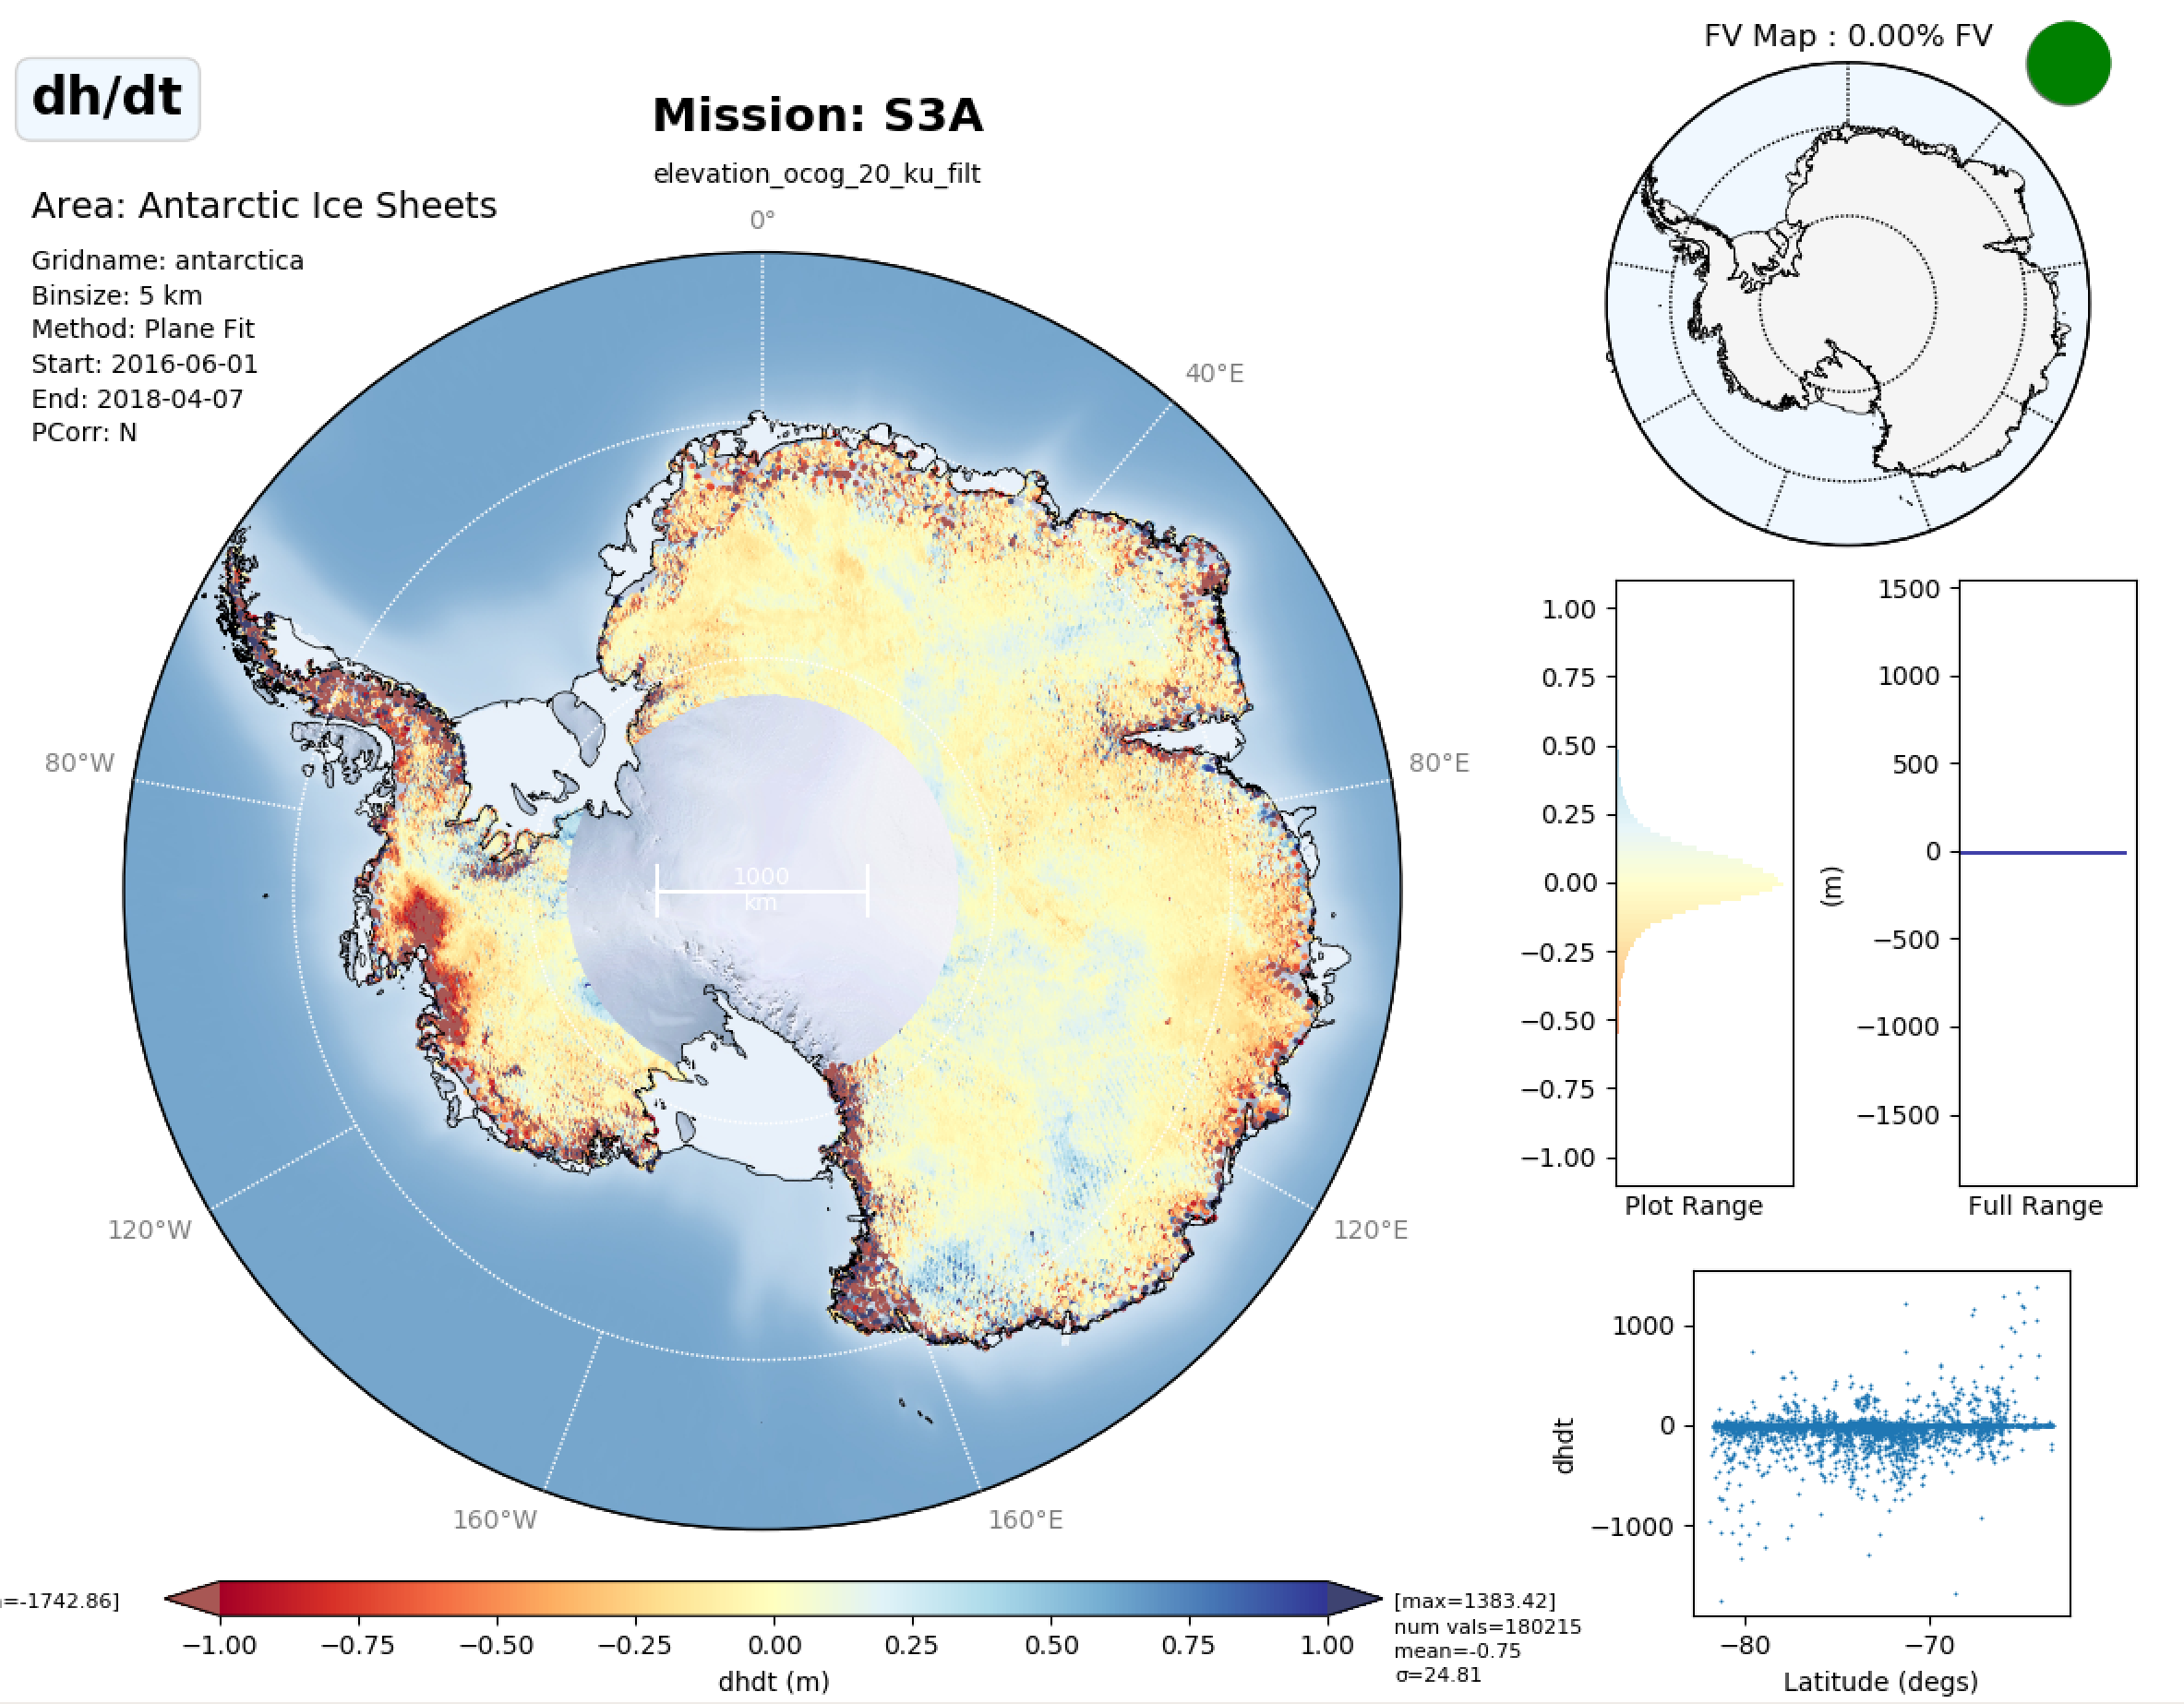 dh/dt
Mission: S3A
elevation_ocog_20_ku_filt
Area: Antarctic Ice Sheets
Gridname: antarctica
Binsize: 5 km
Method: Plane Fit
Start: 2016-06-01
End: 2018-04-07
PCorr: N
0°
40°E
80°E
120°E
160°E
160°W
120°W
80°W
1000
km
FV Map : 0.00% FV
1.00
0.75
0.50
0.25
0.00
−0.25
−0.50
−0.75
−1.00
Plot Range
(m)
1500
1000
500
0
−500
−1000
−1500
Full Range
dhdt
1000
0
−1000
−80
−70
Latitude (degs)
=-1742.86]
−1.00
−0.75
−0.50
−0.25
0.00
0.25
0.50
0.75
1.00
dhdt (m)
[max=1383.42]
num vals=180215
mean=-0.75
σ=24.81